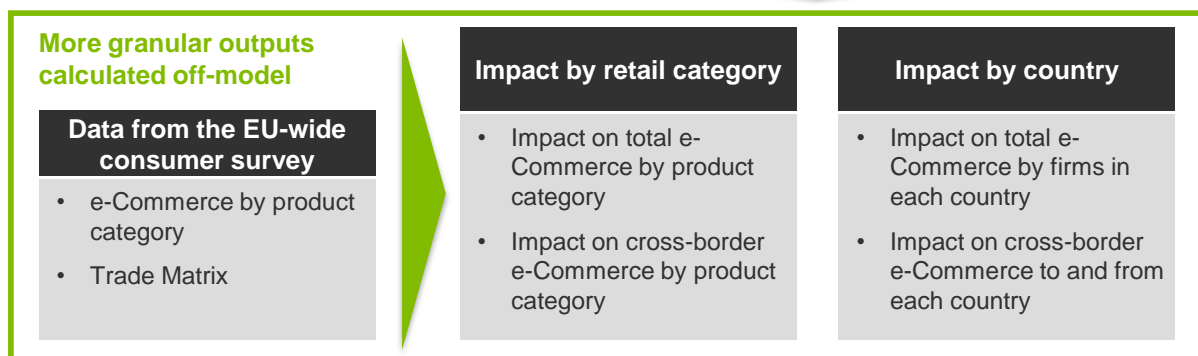 More granular outputs
calculated off-model
Data from the EU-wide
consumer survey
• e-Commerce by product
category
• Trade Matrix
Impact by retail category
• Impact on total e-
Commerce by product
category
• Impact on cross-border
e-Commerce by product
category
Impact by country
• Impact on total e-
Commerce by firms in
each country
• Impact on cross-border
e-Commerce to and from
each country